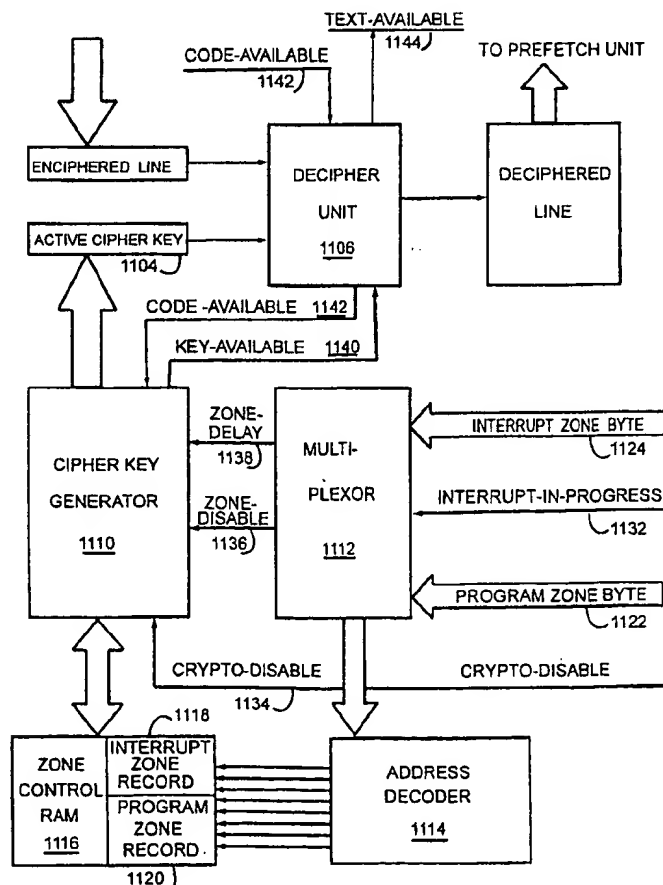 TEXT-AVAILABLE
1144
CODE-AVAILABLE
1142
TO PREFETCH UNIT
ENCIPHERED LINE
DECIPHER
UNIT
1106
DECIPHERED
LINE
ACTIVE CIPHER KEY
1104
CODE-AVAILABLE 1142
KEY-AVAILABLE 1140
CIPHER KEY
GENERATOR
1110
ZONE-
DELAY
1138
ZONE-
DISABLE
1136
MULTI-
PLEXOR
1112
INTERRUPT ZONE BYTE
1124
INTERRUPT-IN-PROGRESS
1132
PROGRAM ZONE BYTE
1122
CRYPTO-DISABLE
1134
CRYPTO-DISABLE
1118
ZONE
CONTROL
RAM
1116
INTERRUPT
ZONE
RECORD
PROGRAM
ZONE
RECORD
1120
ADDRESS
DECODER
1114